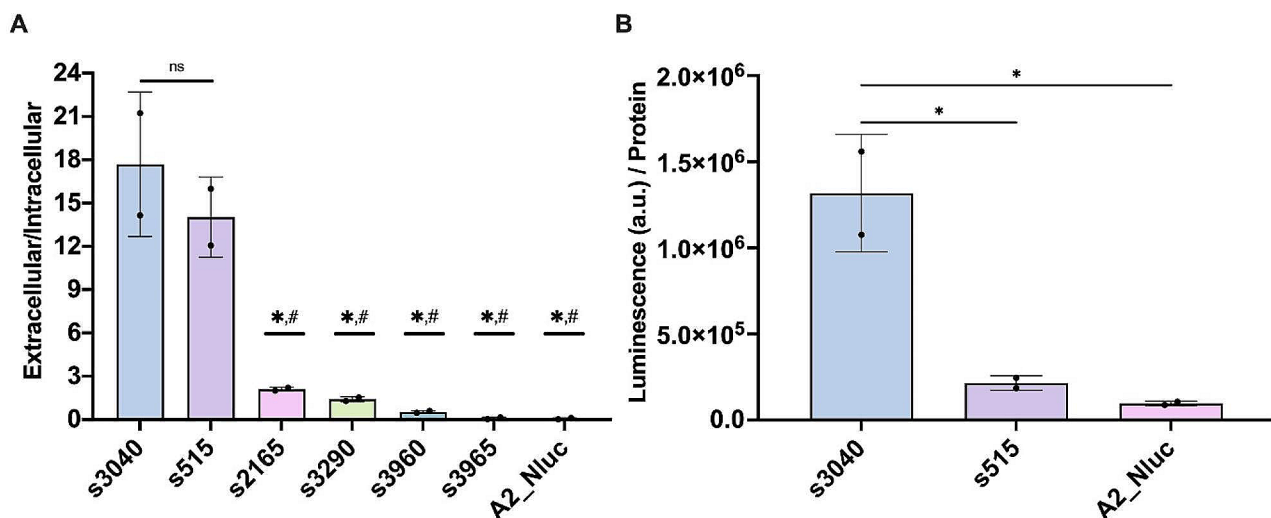 A
Extracellular/Intracellular
24
21
18
15
12
9
6
3
0
ns
*,#
*,#
*,#
*,#
*,#
s3040
s515
s2165
s3290
s3960
s3965
A2_Nluc
B
Luminescence (a.u.) / Protein
2.0×10⁶
1.5×10⁶
1.0×10⁶
5.0×10⁵
0.0
*
*
s3040
s515
A2_Nluc